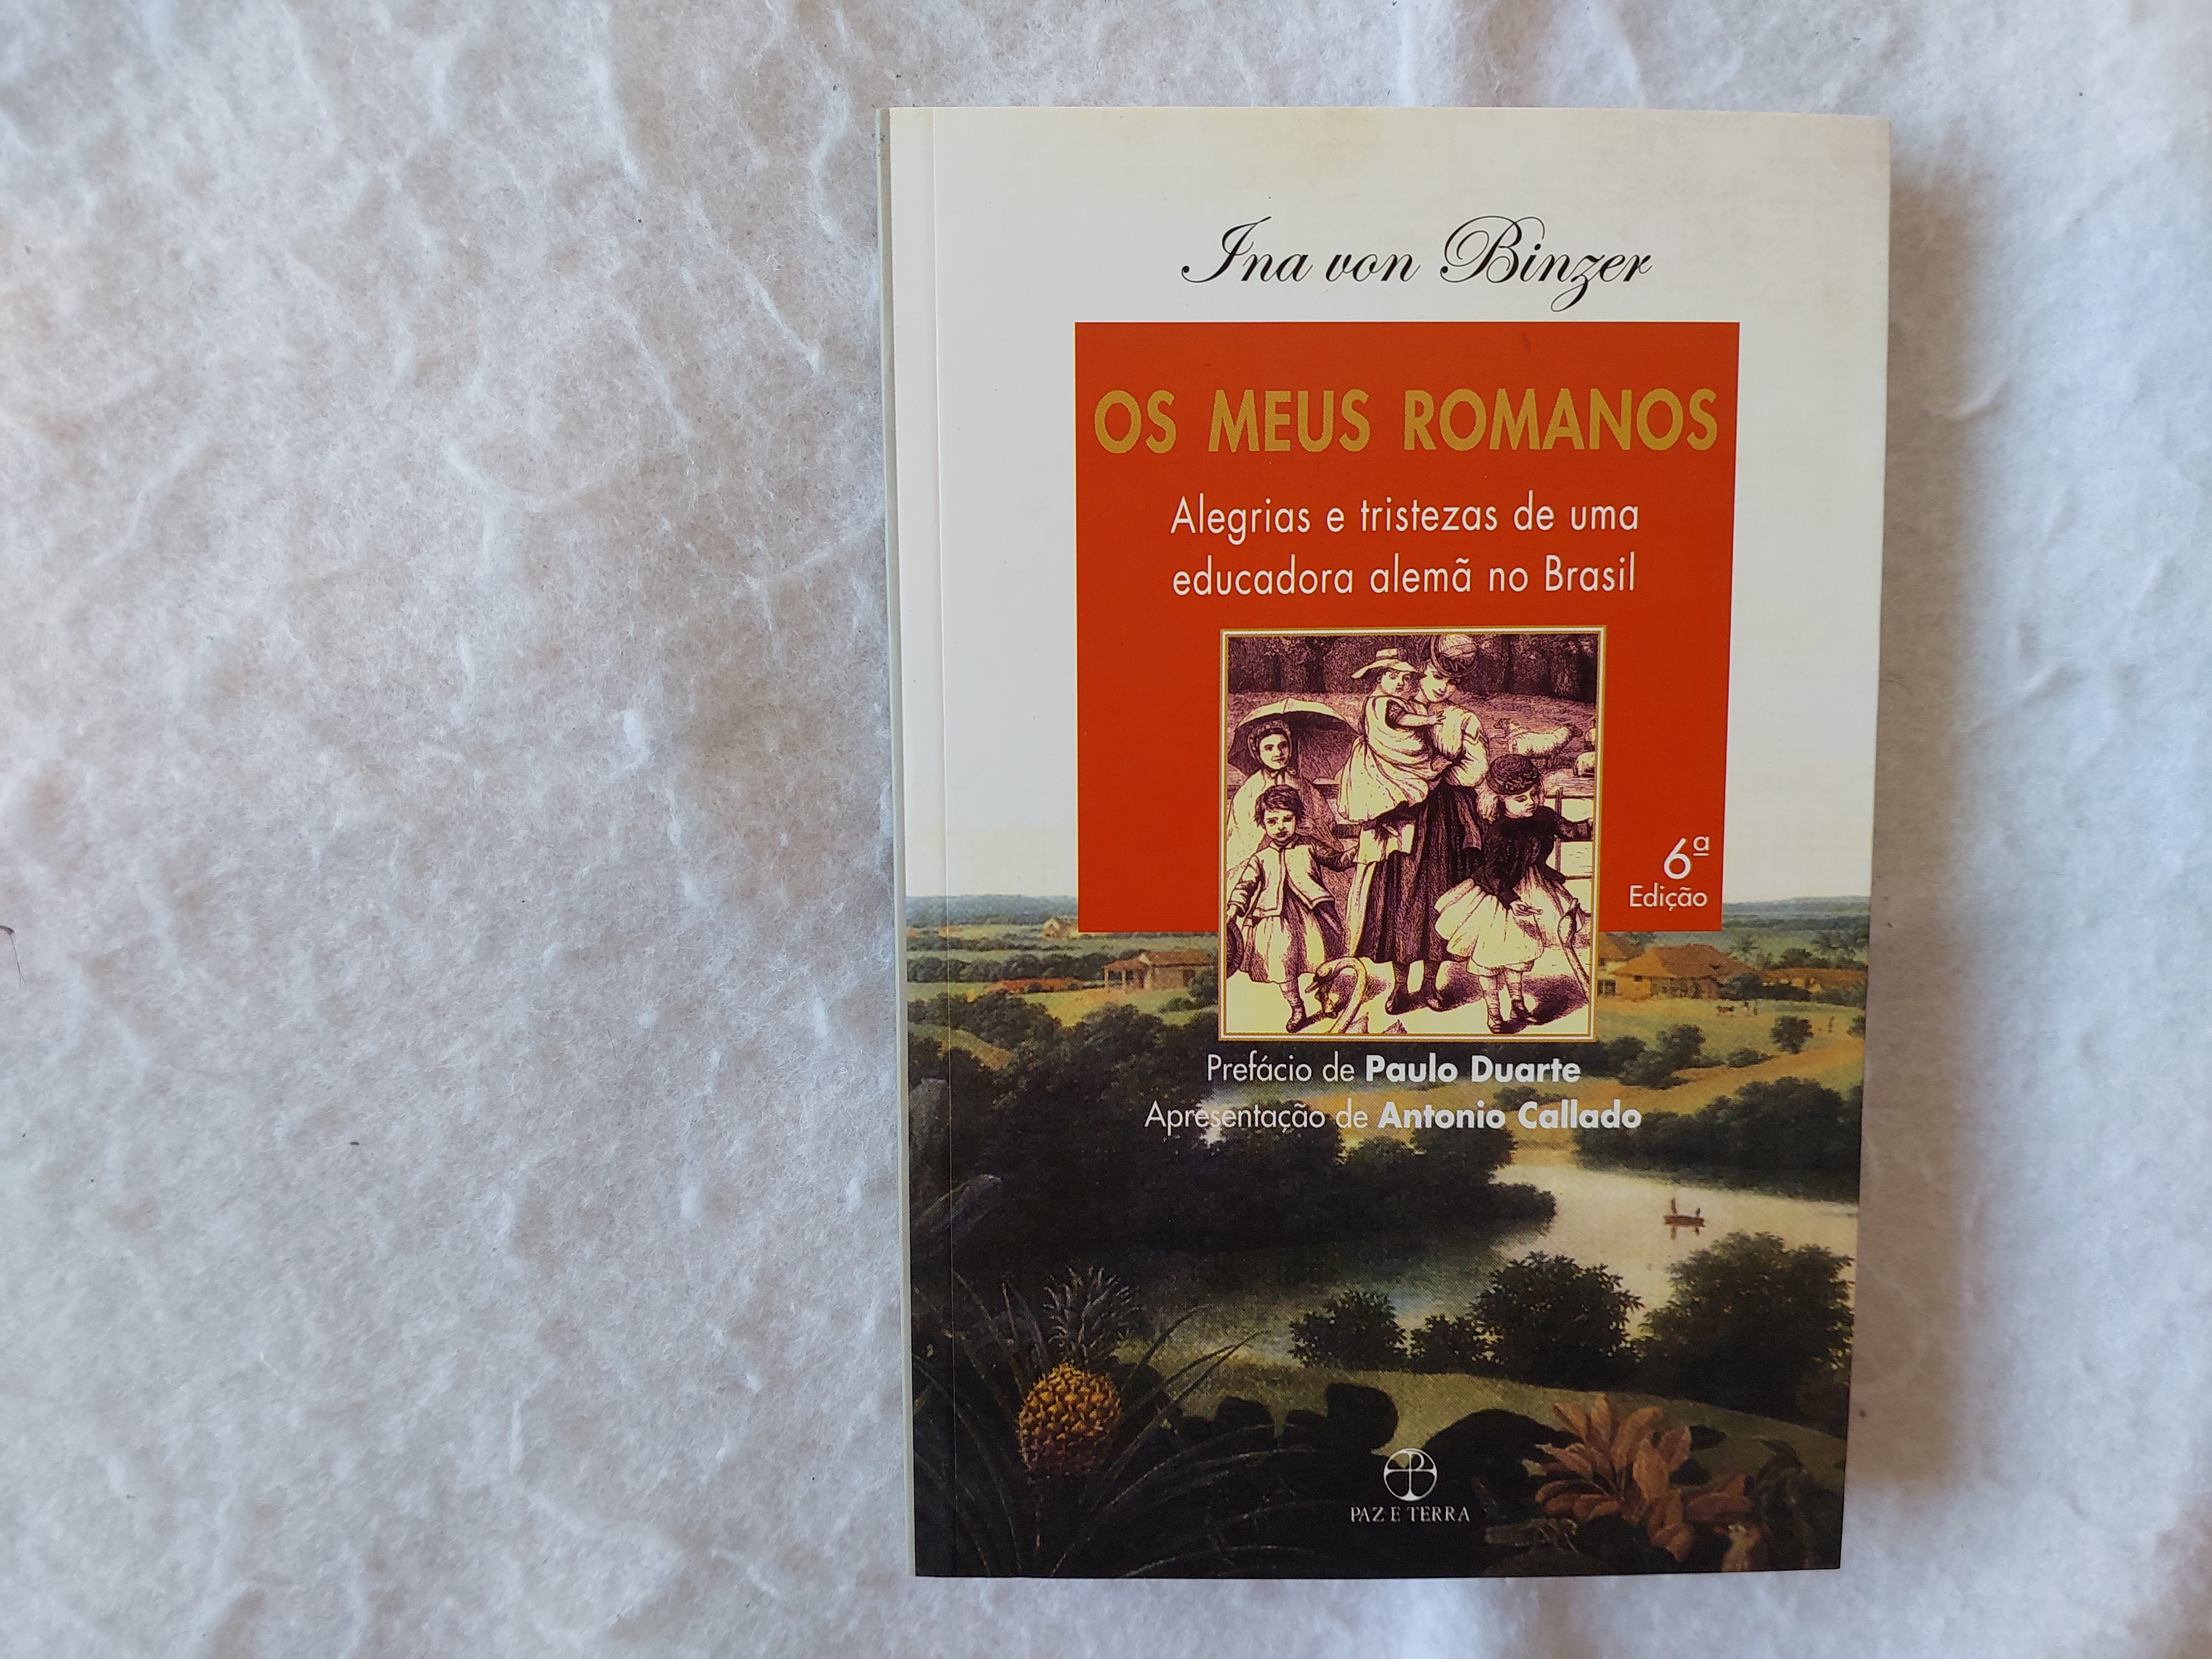 Ina von Binzer
OS MEUS ROMANOS
Alegrias e tristezas de uma
educadora alemã no Brasil
6ª
Edição
Prefácio de Paulo Duarte
Apresentação de Antonio Callado
PAZ E TERRA